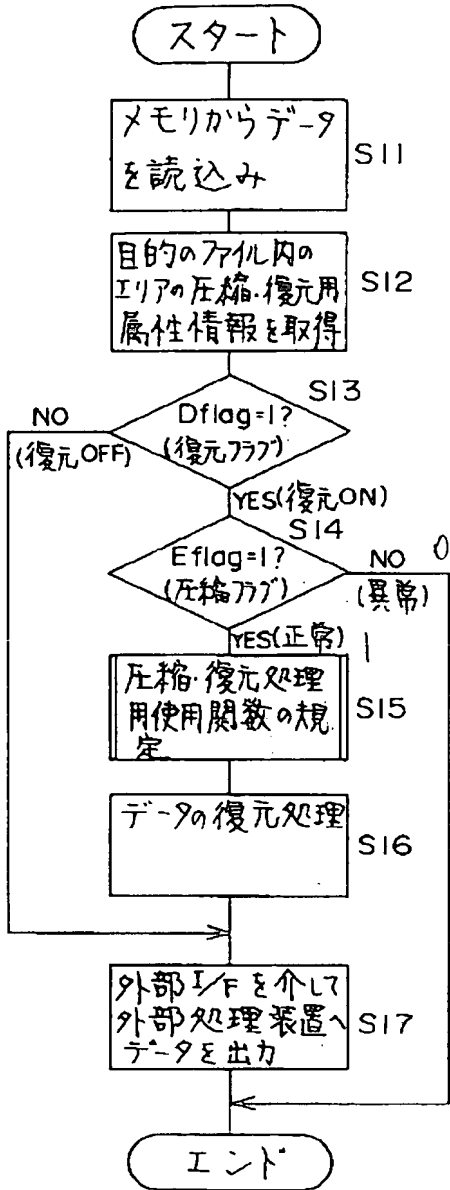 スタート
メモリからデータ
を読込み
S11
目的のファイル内の
エリアの圧縮・復元用
属性情報を取得
S12
S13
Dflag=1?
(復元フラグ)
NO
(復元OFF)
YES(復元ON)
S14
Eflag=1?
(圧縮フラグ)
NO
(異常)
0
YES(正常)
1
圧縮・復元処理
用使用関数の規
定
S15
データの復元処理
S16
外部I/Fを介して
外部処理装置へ
データを出力
S17
エンド